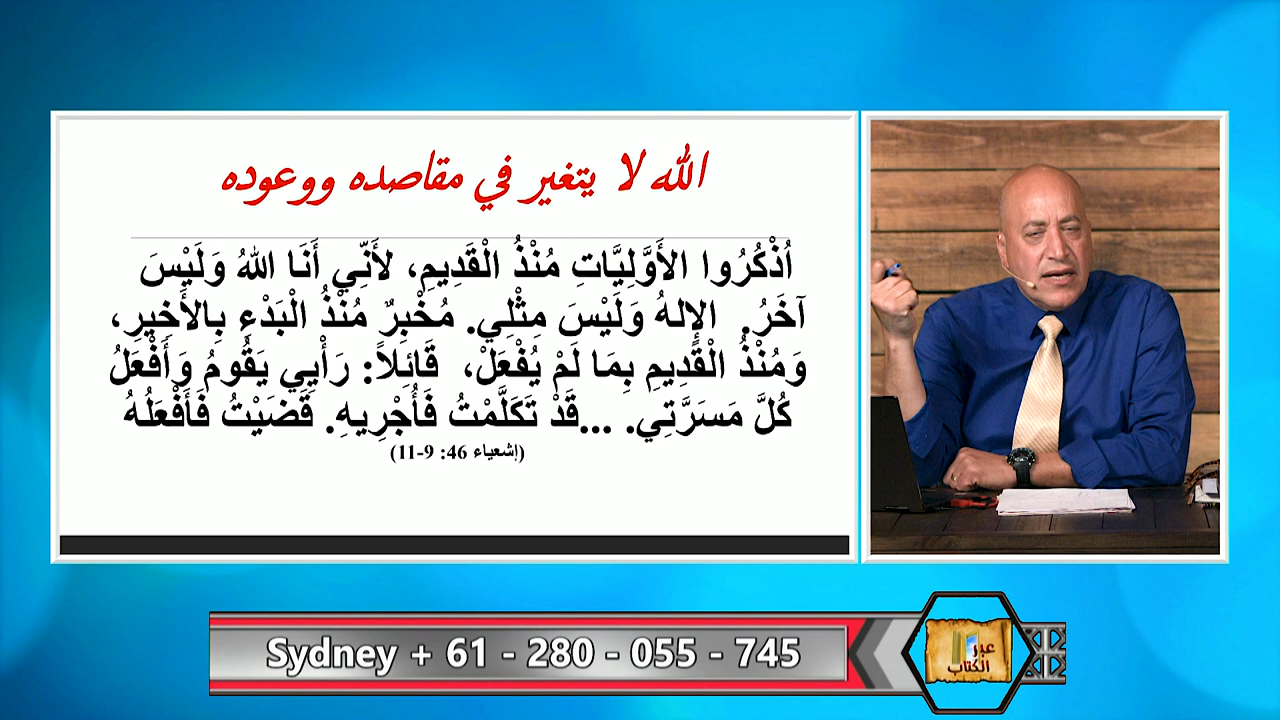 الله لا يتغير في مقاصده ووعوده
اُذْكُرُوا الأَوَّلِيَّاتِ مُنْذُ الْقَدِيمِ، لأَنِّي أَنَا اللهُ وَلَيْسَ
آخَرُ. الإِلهُ وَلَيْسَ مِثْلِي. مُخْبِرٌ مُنْذُ الْبَدْءِ بِالأَخِيرِ،
وَمُنْذُ الْقَدِيمِ بِمَا لَمْ يُفْعَلْ، قَائِلاً: رَأْيِي يَقُومُ وَأَفْعَلُ
كُلَّ مَسَرَّتِي. ...قَدْ تَكَلَّمْتُ فَأُجْرِيهِ. قَضَيْتُ فَأَفْعَلُهُ
(إشعياء 46: 9-11)
Sydney + 61 - 280 - 055 - 745
عبر
الكتاب